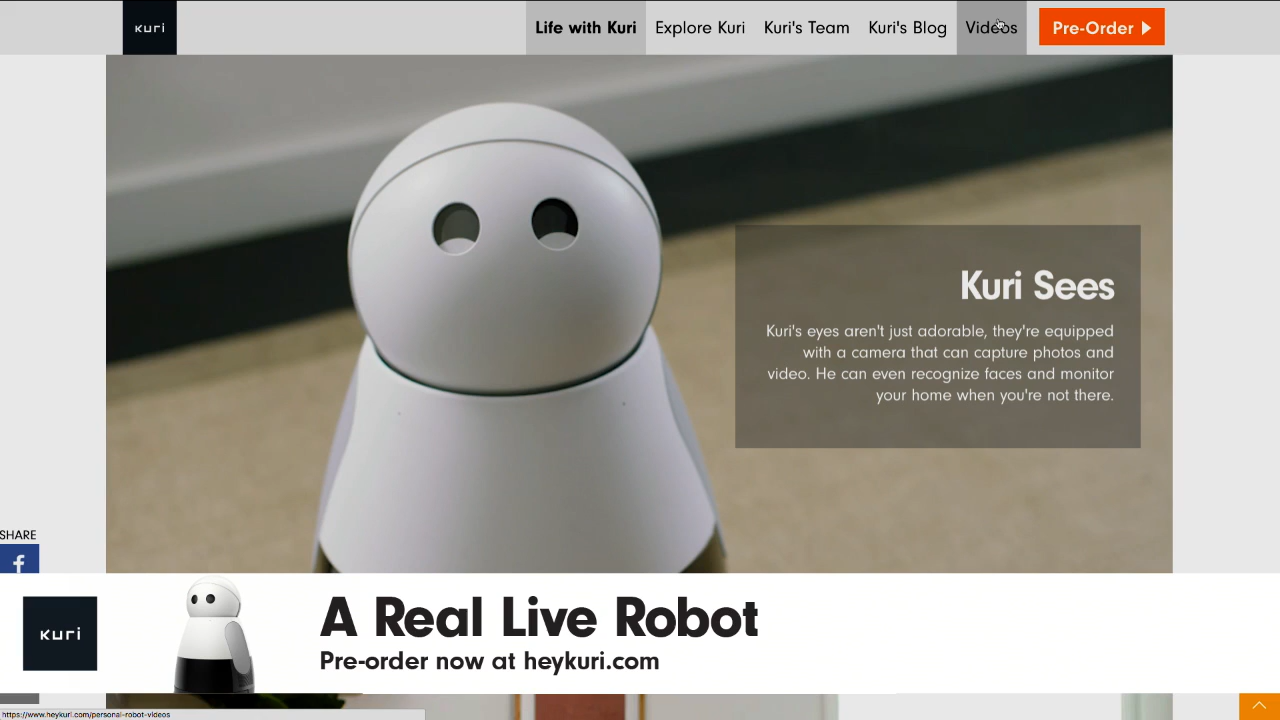 kuri
Life with Kuri
Explore Kuri
Kuri's Team
Kuri's Blog
Videos
Pre-Order
Kuri Sees
Kuri's eyes aren't just adorable, they're equipped
with a camera that can capture photos and
video. He can even recognize faces and monitor
your home when you're not there.
SHARE
f
kuri
A Real Live Robot
Pre-order now at heykuri.com
https://www.heykuri.com/personal-robot-videos